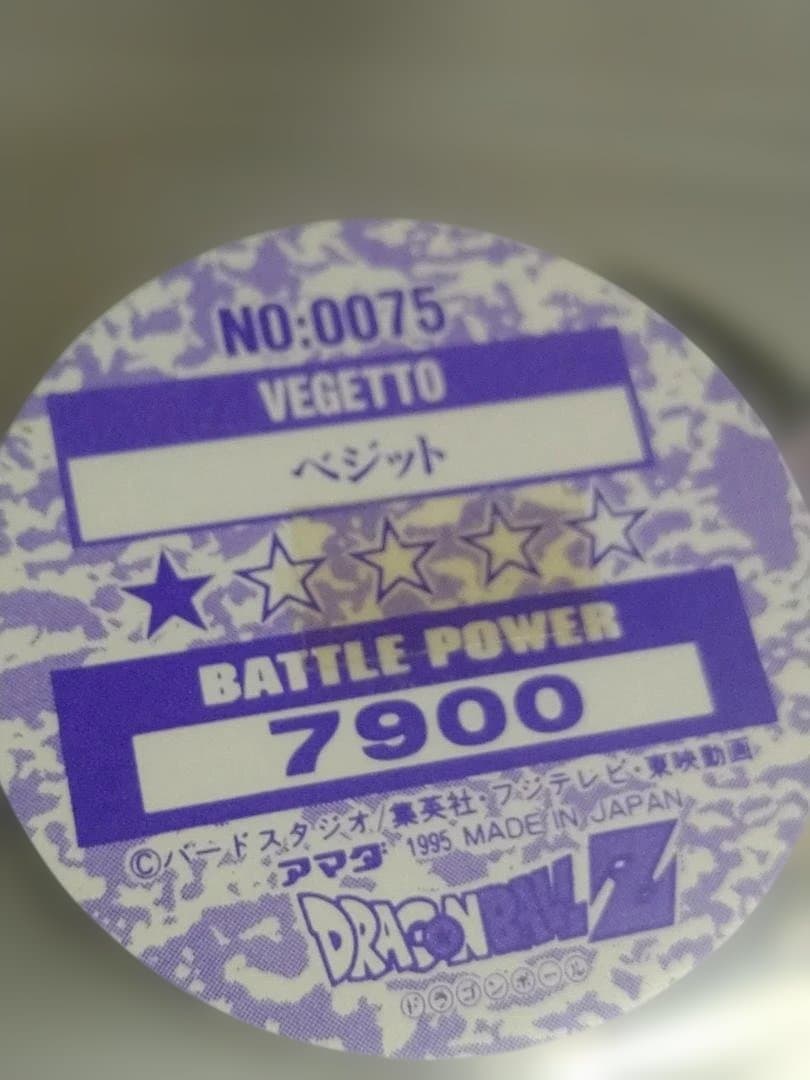 NO:0075
VEGETTO
ベジット
BATTLE POWER
7900
©バードスタジオ/集英社・フジテレビ・東映動画
アマダ 1995 MADE IN JAPAN
DRAGON BALL Z
ドラゴンボール